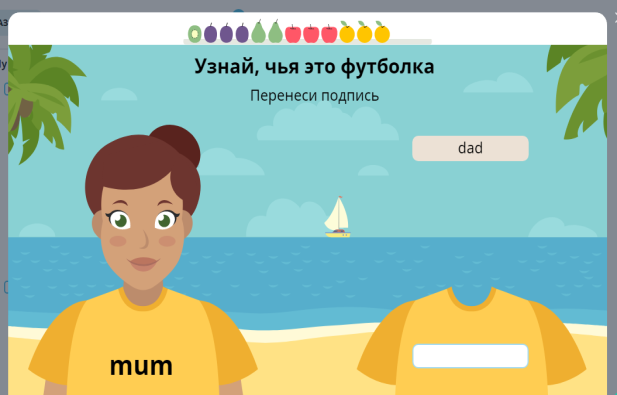 Узнай, чья это футболка
Перенеси подпись
dad
mum